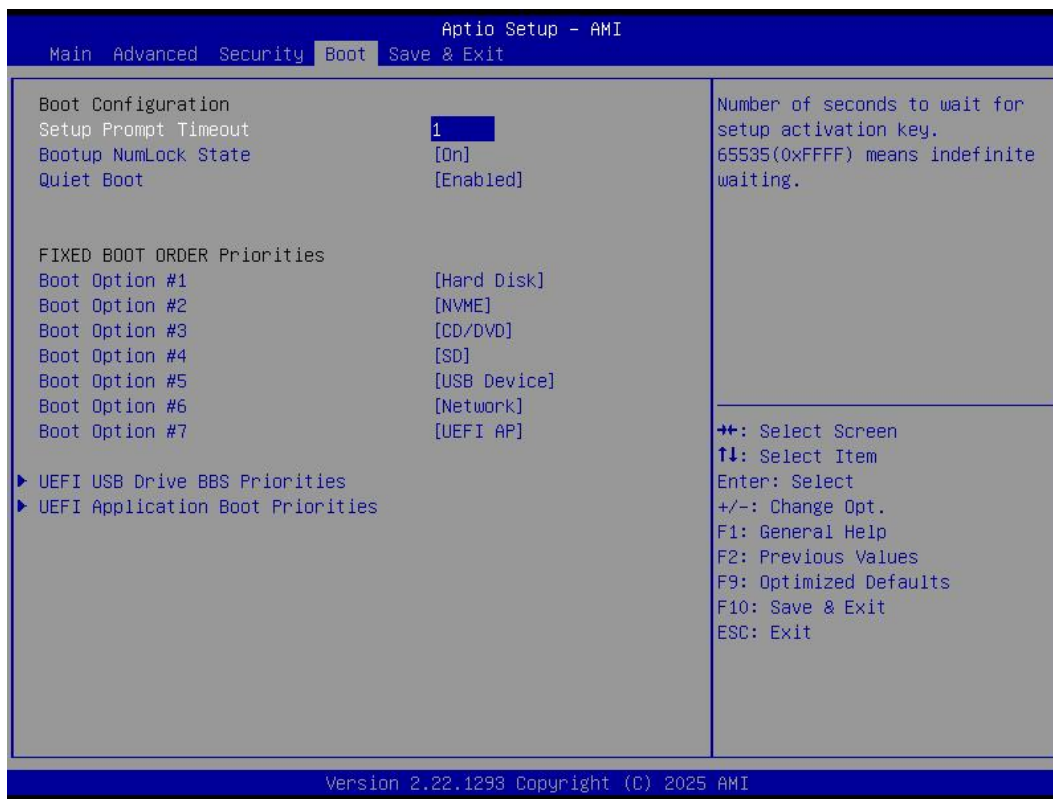 Aptio Setup – AMI
Main Advanced Security Boot Save & Exit
Boot Configuration
Setup Prompt Timeout 1
Bootup NumLock State [On]
Quiet Boot [Enabled]
FIXED BOOT ORDER Priorities
Boot Option #1 [Hard Disk]
Boot Option #2 [NVME]
Boot Option #3 [CD/DVD]
Boot Option #4 [SD]
Boot Option #5 [USB Device]
Boot Option #6 [Network]
Boot Option #7 [UEFI AP]
▶ UEFI USB Drive BBS Priorities
▶ UEFI Application Boot Priorities
Number of seconds to wait for
setup activation key.
65535(0xFFFF) means indefinite
waiting.
→←: Select Screen
↑↓: Select Item
Enter: Select
+/-: Change Opt.
F1: General Help
F2: Previous Values
F9: Optimized Defaults
F10: Save & Exit
ESC: Exit
Version 2.22.1293 Copyright (C) 2025 AMI